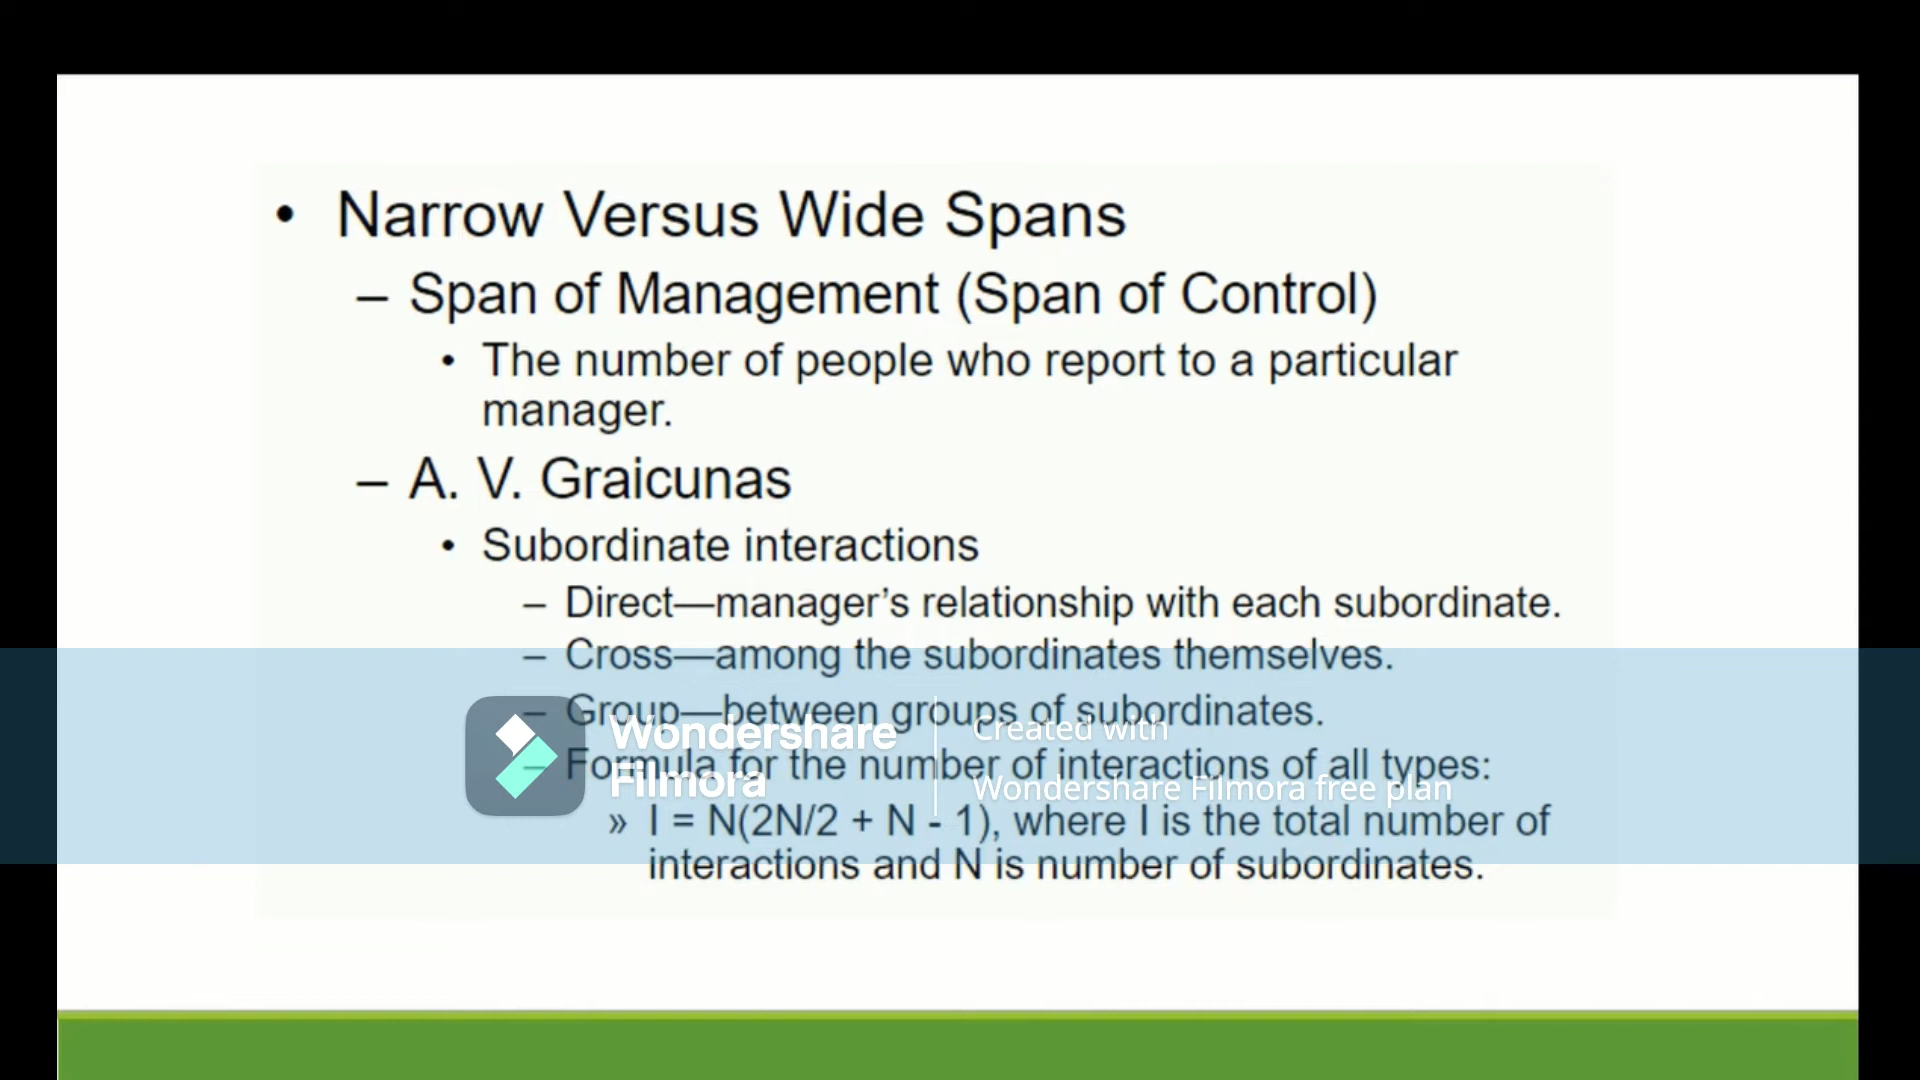 • Narrow Versus Wide Spans
– Span of Management (Span of Control)
• The number of people who report to a particular
manager.
– A. V. Graicunas
• Subordinate interactions
– Direct—manager’s relationship with each subordinate.
– Cross—among the subordinates themselves.
– Group—between groups of subordinates.
– Formula for the number of interactions of all types:
» I = N(2N/2 + N - 1), where I is the total number of
interactions and N is number of subordinates.
Wondershare
Filmora
Created with
Wondershare Filmora free plan